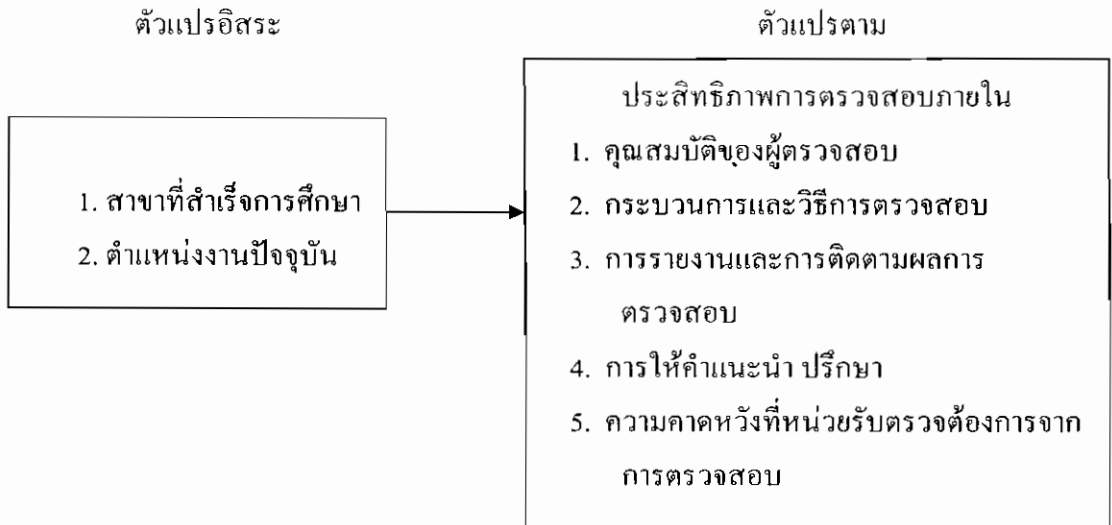 ตัวแปรอิสระ
1. สาขาที่สำเร็จการศึกษา
2. ตำแหน่งงานปัจจุบัน
ตัวแปรตาม
ประสิทธิภาพการตรวจสอบภายใน
1. คุณสมบัติของผู้ตรวจสอบ
2. กระบวนการและวิธีการตรวจสอบ
3. การรายงานและการติดตามผลการ
ตรวจสอบ
4. การให้คำแนะนำ ปรึกษา
5. ความคาดหวังที่หน่วยรับตรวจต้องการจาก
การตรวจสอบ